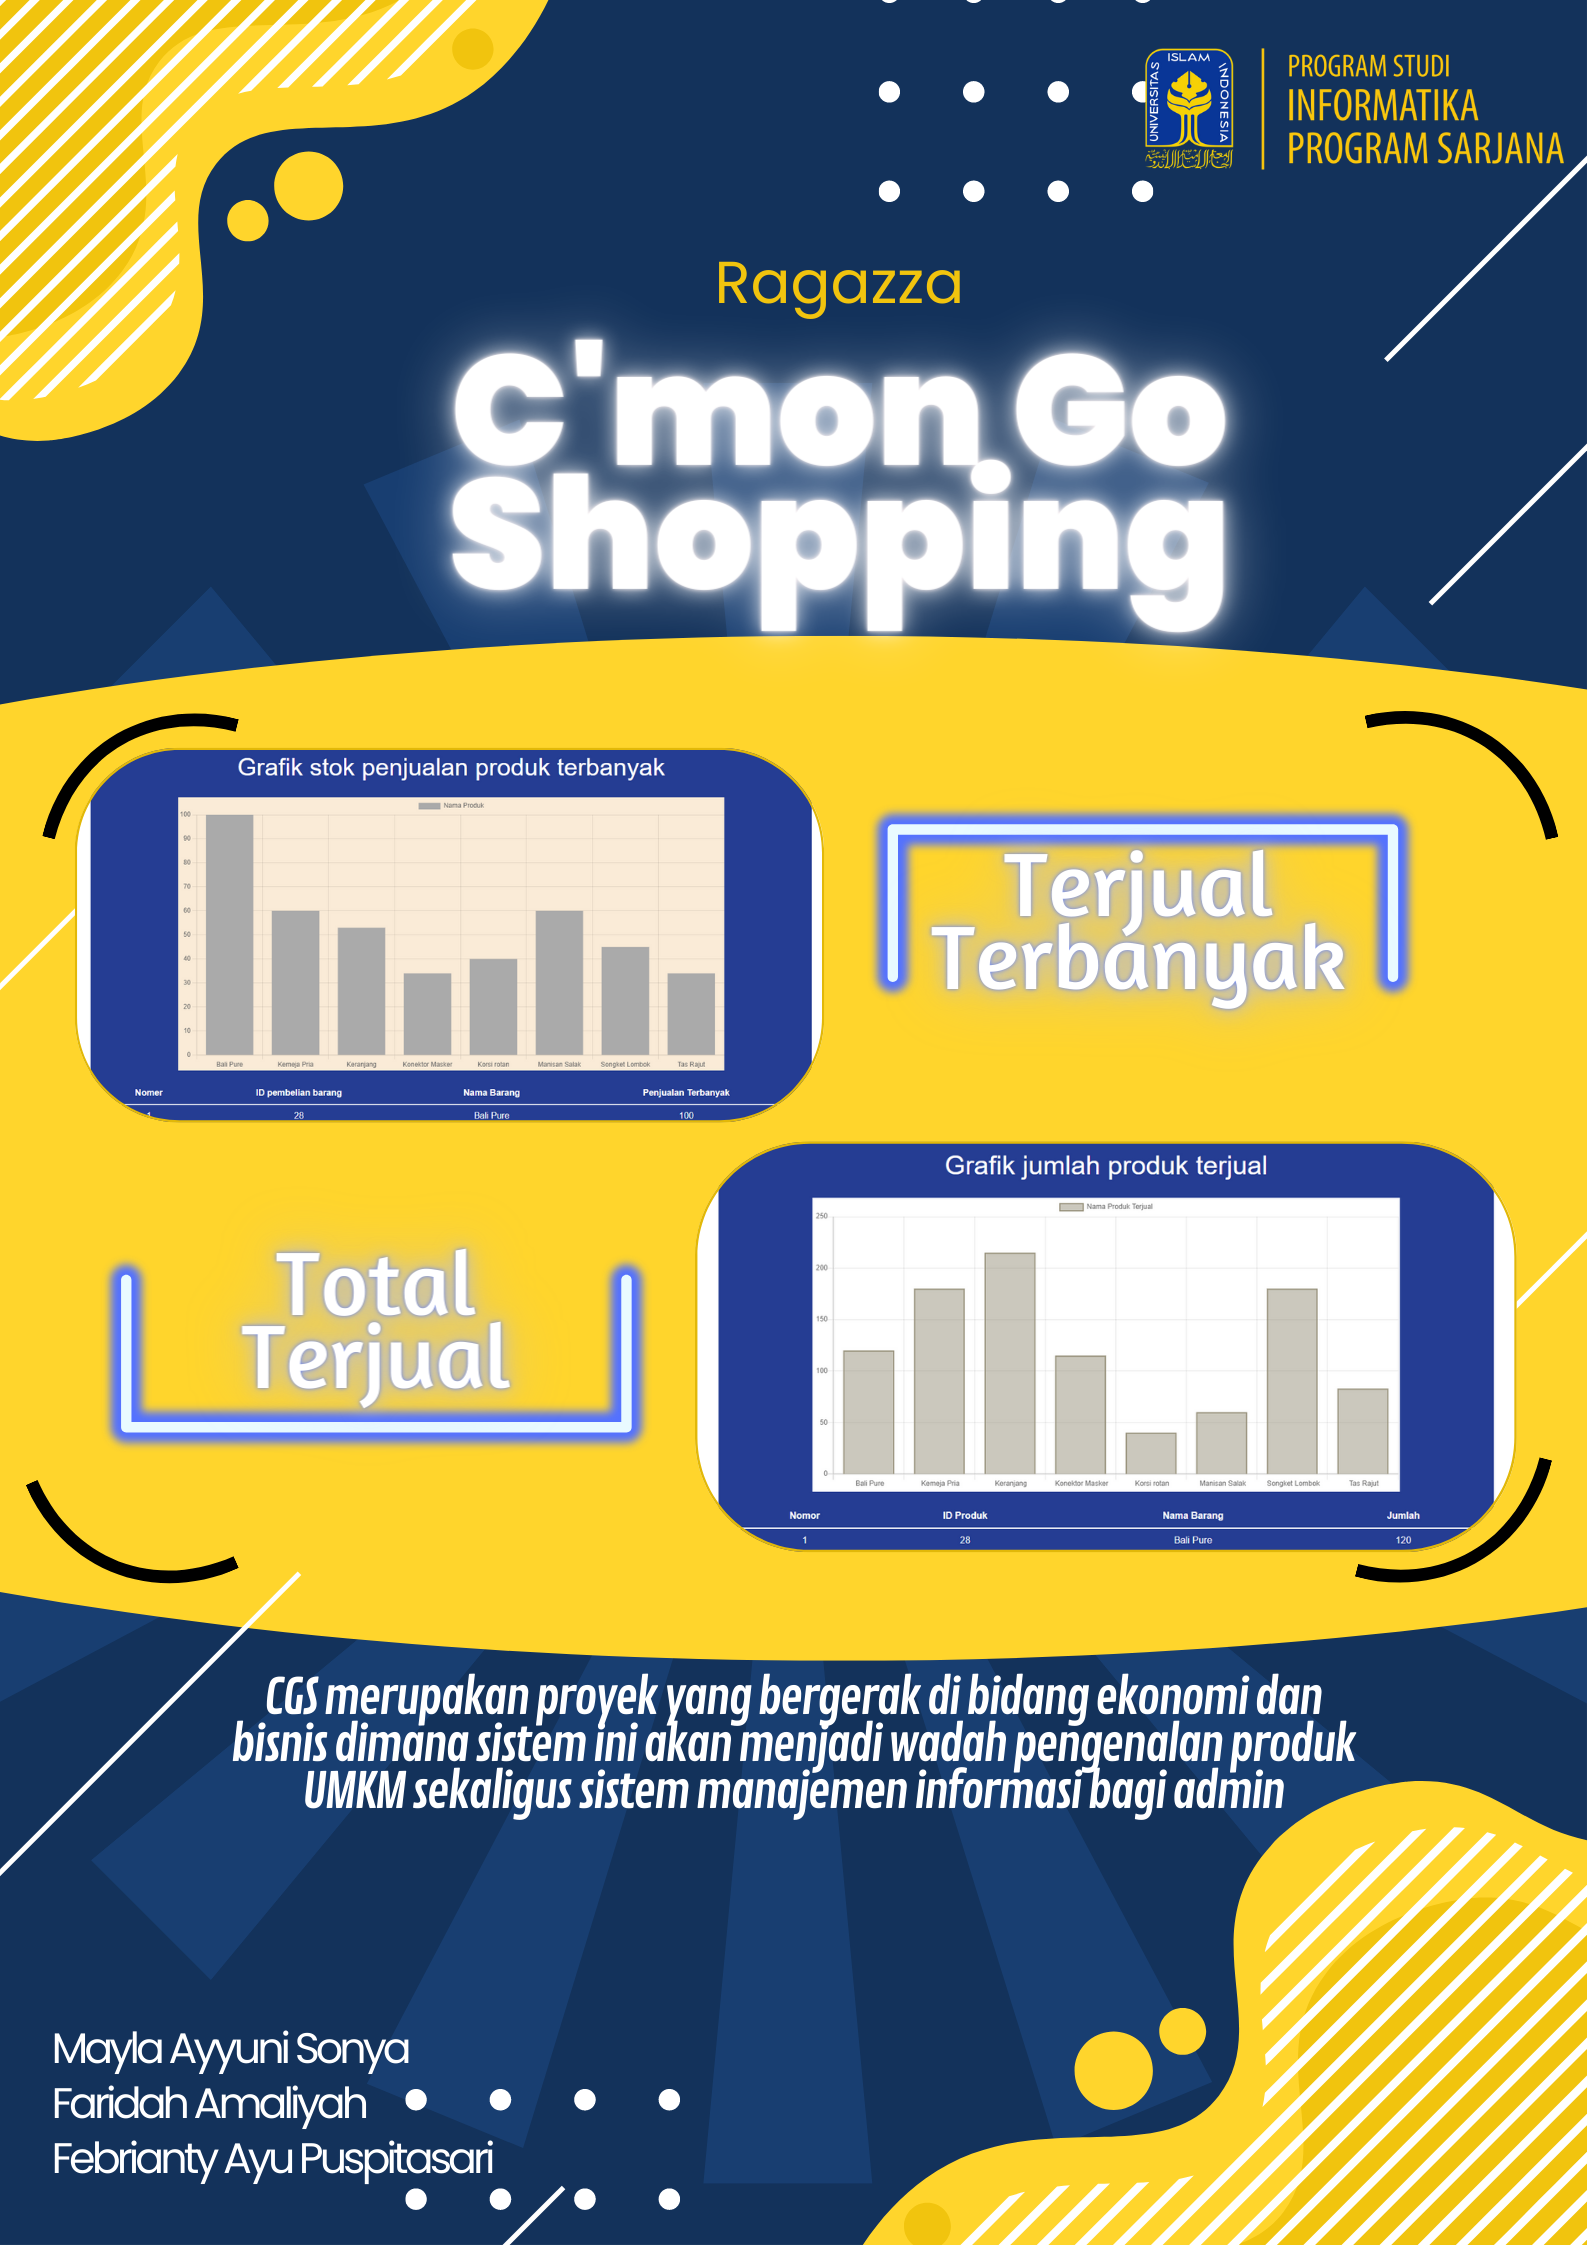 UNIVERSITAS
ISLAM
INDONESIA
PROGRAM STUDI
INFORMATIKA
PROGRAM SARJANA
Ragazza
C'mon Go
Shopping
Grafik stok penjualan produk terbanyak
Nama Produk
100
90
80
70
60
50
40
30
20
10
0
Bali Pure Kemeja Pria Keranjang Konektor Masker Korsi rotan Manisan Salak Songket Lombok Tas Rajut
Nomer ID pembelian barang Nama Barang Penjualan Terbanyak
1 28 Bali Pure 100
Terjual
Terbanyak
Total
Terjual
Grafik jumlah produk terjual
Nama Produk Terjual
250
200
150
100
50
0
Bali Pure Kemeja Pria Keranjang Konektor Masker Korsi rotan Manisan Salak Songket Lombok Tas Rajut
Nomor ID Produk Nama Barang Jumlah
1 28 Bali Pure 120
CGS merupakan proyek yang bergerak di bidang ekonomi dan
bisnis dimana sistem ini akan menjadi wadah pengenalan produk
UMKM sekaligus sistem manajemen informasi bagi admin
Mayla Ayyuni Sonya
Faridah Amaliyah
Febrianty Ayu Puspitasari